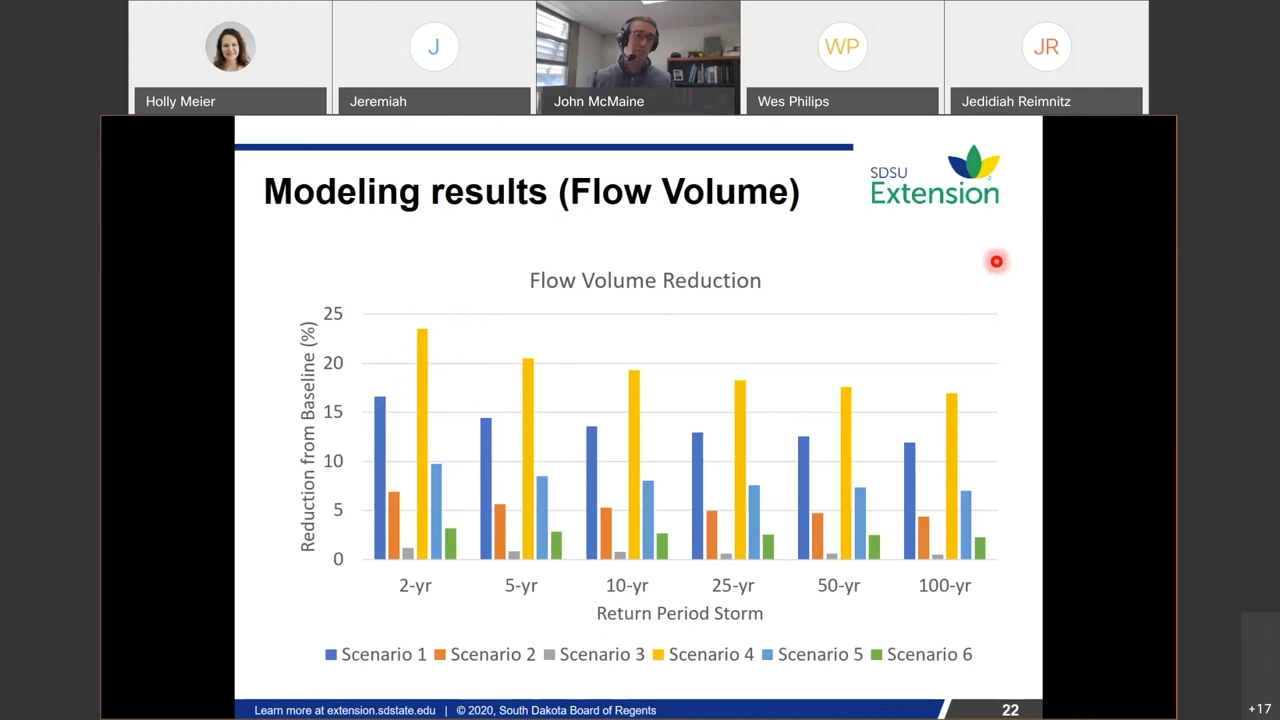 J
WP
JR
Holly Meier
Jeremiah
John McMaine
Wes Philips
Jedidiah Reimnitz
SDSU
Extension
Modeling results (Flow Volume)
Flow Volume Reduction
Reduction from Baseline (%)
25
20
15
10
5
0
2-yr 5-yr 10-yr 25-yr 50-yr 100-yr
Return Period Storm
Scenario 1 Scenario 2 Scenario 3 Scenario 4 Scenario 5 Scenario 6
Learn more at extension.sdstate.edu | © 2020, South Dakota Board of Regents
22
+17